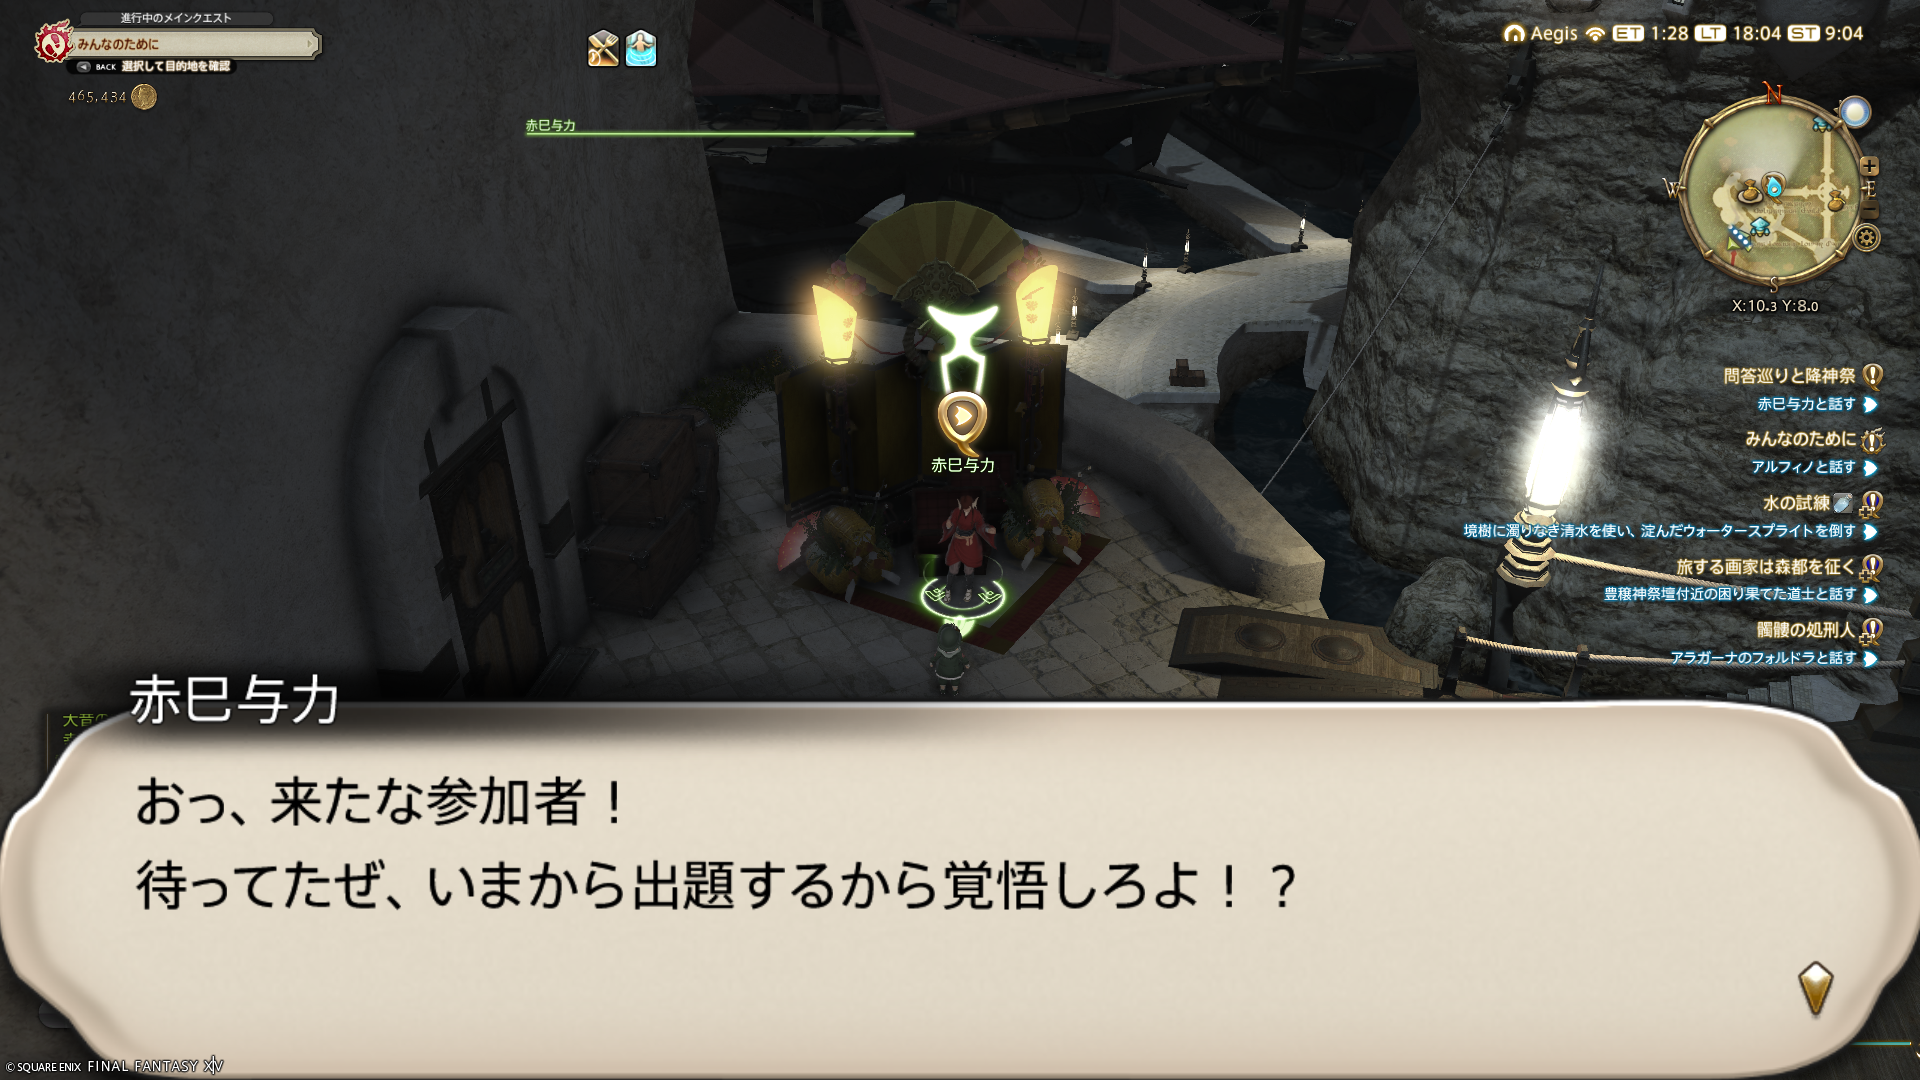 進行中のメインクエスト
みんなのために
BACK 選択して目的地を確認
465,434
赤巳与力
Aegis ET 1:28 LT 18:04 ST 9:04
N
W
E
S
X:10.3 Y:8.0
問答巡りと降神祭
赤巳与力と話す
みんなのために
アルフィノと話す
水の試練
境樹に濁りなき清水を使い、淀んだウォータースプライトを倒す
旅する画家は森都を征く
豊穣神祭壇付近の困り果てた道士と話す
髑髏の処刑人
アラガーナのフォルドラと話す
赤巳与力
赤巳与力
おっ、来たな参加者！
待ってたぜ、いまから出題するから覚悟しろよ！？
© SQUARE ENIX FINAL FANTASY XIV